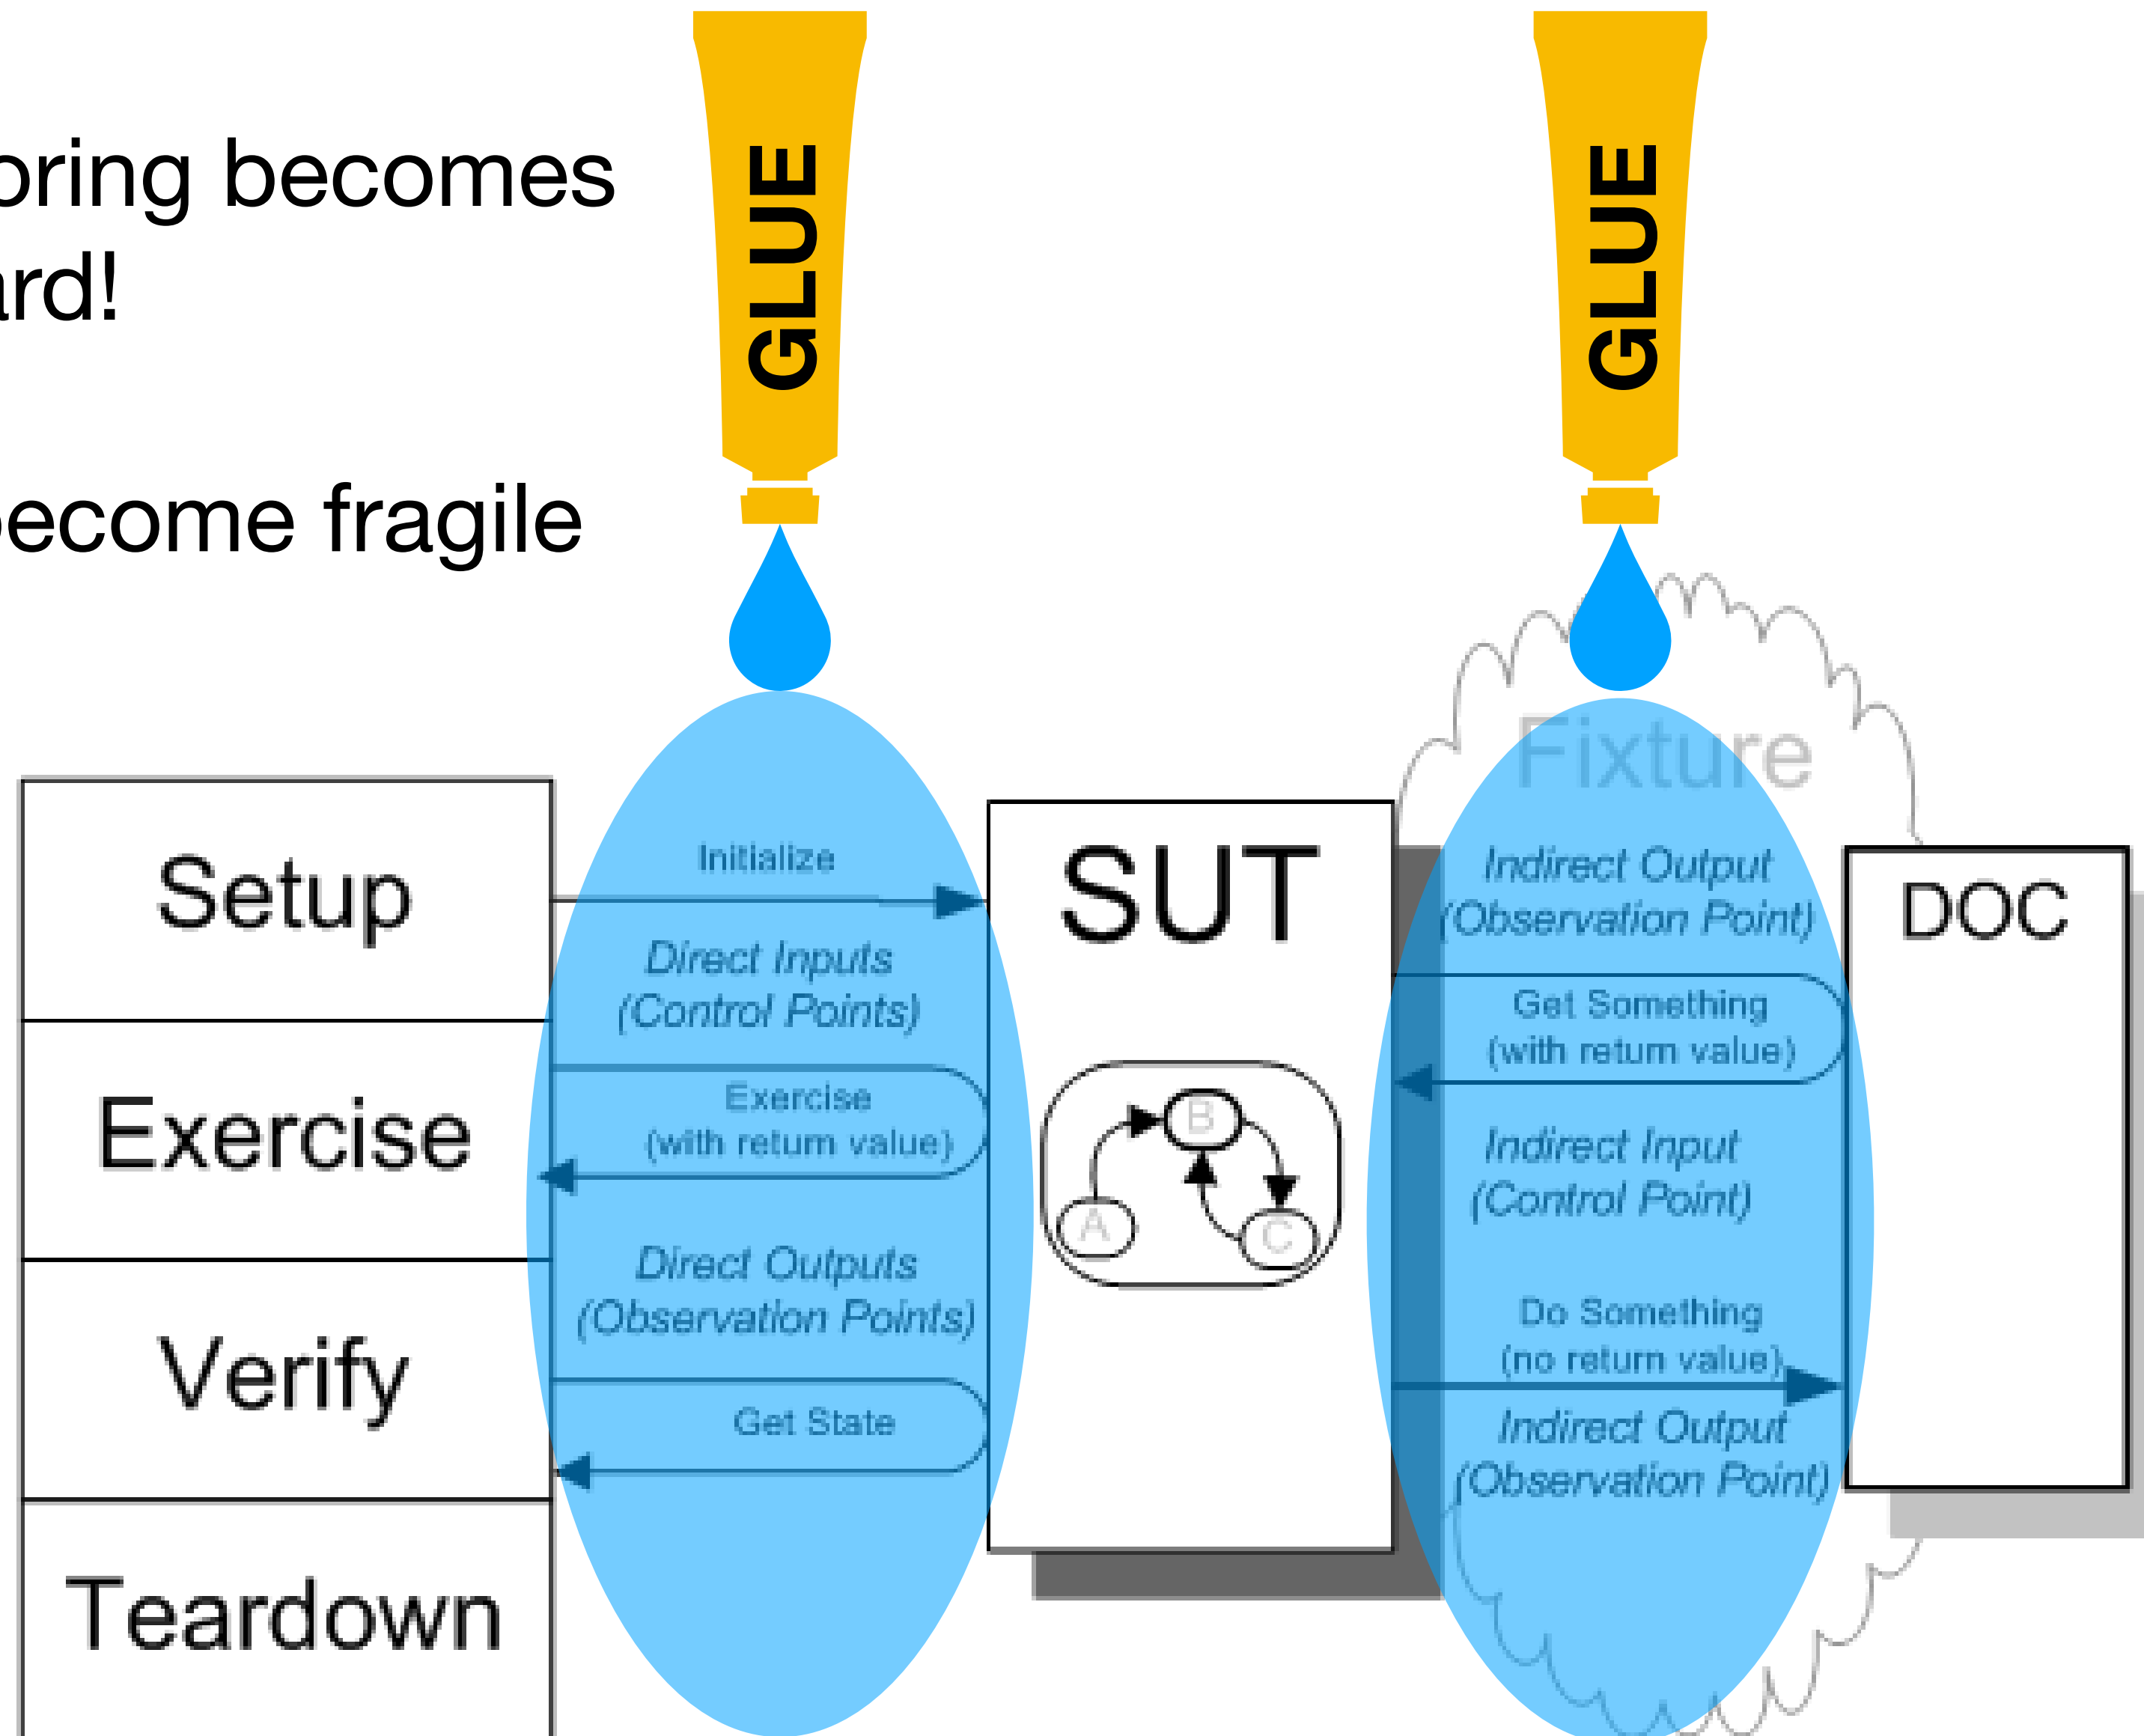 oring becomes
ard!
ecome fragile
GLUE
GLUE
Fixture
Setup
Exercise
Verify
Teardown
Initialize
Direct Inputs
(Control Points)
Exercise
(with return value)
Direct Outputs
(Observation Points)
Get State
SUT
B
A
C
Indirect Output
(Observation Point)
Get Something
(with return value)
Indirect Input
(Control Point)
Do Something
(no return value)
Indirect Output
(Observation Point)
DOC